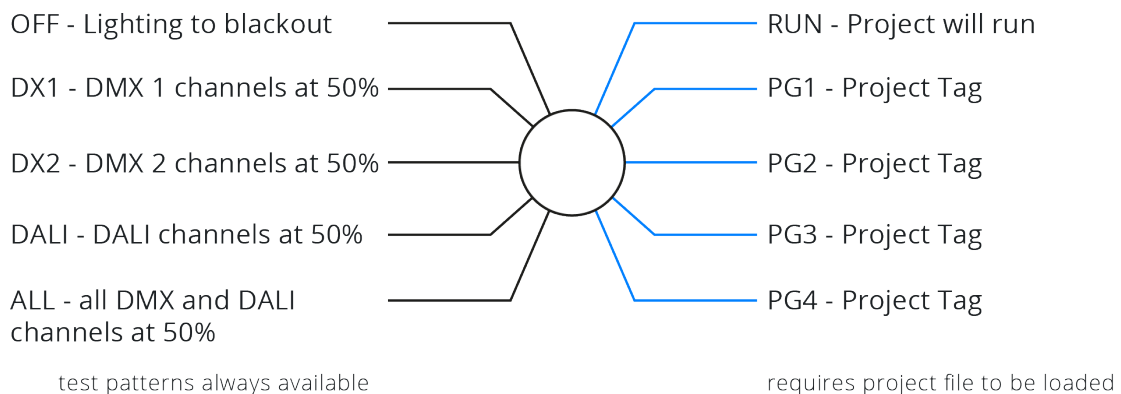 OFF - Lighting to blackout
DX1 - DMX 1 channels at 50%
DX2 - DMX 2 channels at 50%
DALI - DALI channels at 50%
ALL - all DMX and DALI
channels at 50%
test patterns always available
RUN - Project will run
PG1 - Project Tag
PG2 - Project Tag
PG3 - Project Tag
PG4 - Project Tag
requires project file to be loaded